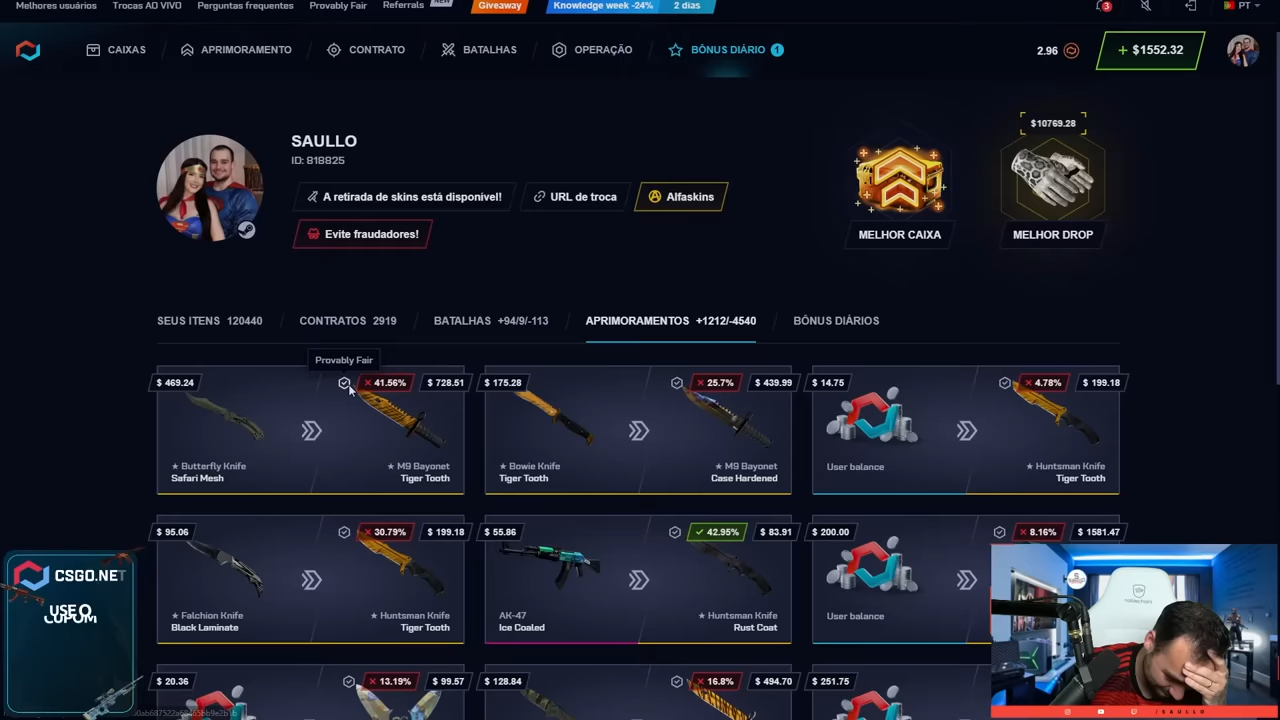 Melhores usuários Trocas AO VIVO Perguntas frequentes Provably Fair Referrals NEW Giveaway Knowledge week -24% 2 dias 3 PT
CAIXAS APRIMORAMENTO CONTRATO BATALHAS OPERAÇÃO BÔNUS DIÁRIO 1 2.96 + $1552.32
$10769.28
SAULLO
ID: 818825
A retirada de skins está disponível! URL de troca Alfaskins
Evite fraudadores!
MELHOR CAIXA MELHOR DROP
SEUS ITENS 120440 CONTRATOS 2919 BATALHAS +94/9/-113 APRIMORAMENTOS +1212/-4540 BÔNUS DIÁRIOS
Provably Fair
$ 469.24 × 41.56% $ 728.51 $ 175.28 × 25.7% $ 439.99 $ 14.75 × 4.78% $ 199.18
★ Butterfly Knife ★ M9 Bayonet ★ Bowie Knife ★ M9 Bayonet User balance ★ Huntsman Knife
Safari Mesh Tiger Tooth Tiger Tooth Case Hardened Tiger Tooth
$ 95.06 × 30.79% $ 199.18 $ 55.86 ✓ 42.95% $ 83.91 $ 200.00 × 8.16% $ 1581.47
★ Falchion Knife ★ Huntsman Knife AK-47 ★ Huntsman Knife User balance
Black Laminate Tiger Tooth Ice Coaled Rust Coat
$ 20.36 × 13.19% $ 99.57 $ 128.84 × 16.8% $ 494.70 $ 251.75
CSGO.NET
USE O
CUPOM
/SAULLO